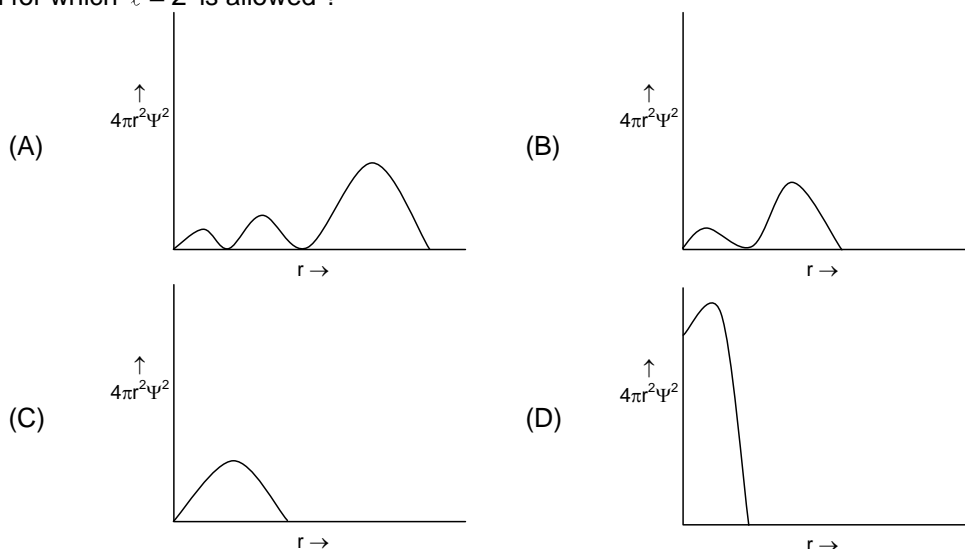 for which ℓ = 2 is allowed ?
(A) ↑ 4πr²Ψ² r →
(B) ↑ 4πr²Ψ² r →
(C) ↑ 4πr²Ψ² r →
(D) ↑ 4πr²Ψ² r →